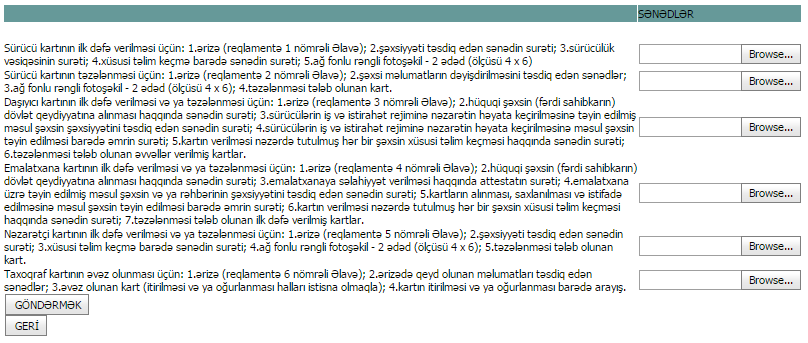 SƏNƏDLƏR
Sürücü kartının ilk dəfə verilməsi üçün: 1.ərizə (reqlamentə 1 nömrəli Əlavə); 2.şəxsiyyəti təsdiq edən sənədin surəti; 3.sürücülük
vəsiqəsinin surəti; 4.xüsusi təlim keçmə barədə sənədin surəti; 5.ağ fonlu rəngli fotoşəkil - 2 ədəd (ölçüsü 4 x 6)
Browse...
Sürücü kartının təzələnməsi üçün: 1.ərizə (reqlamentə 2 nömrəli Əlavə); 2.şəxsi məlumatların dəyişdirilməsini təsdiq edən sənədlər;
3.ağ fonlu rəngli fotoşəkil - 2 ədəd (ölçüsü 4 x 6); 4.təzələnməsi tələb olunan kart.
Browse...
Daşıyıcı kartının ilk dəfə verilməsi və ya təzələnməsi üçün: 1.ərizə (reqlamentə 3 nömrəli Əlavə); 2.hüquqi şəxsin (fərdi sahibkarın)
dövlət qeydiyyatına alınması haqqında sənədin surəti; 3.sürücülərin iş və istirahət rejiminə nəzarətin həyata keçirilməsinə təyin edilmiş
məsul şəxsin şəxsiyyətini təsdiq edən sənədin surəti; 4.sürücülərin iş və istirahət rejiminə nəzarətin həyata keçirilməsinə məsul şəxsin
təyin edilməsi barədə əmrin surəti; 5.kartın verilməsi nəzərdə tutulmuş hər bir şəxsin xüsusi təlim keçməsi haqqında sənədin surəti;
6.təzələnməsi tələb olunan əvvəllər verilmiş kartlar.
Browse...
Emalatxana kartının ilk dəfə verilməsi və ya təzələnməsi üçün: 1.ərizə (reqlamentə 4 nömrəli Əlavə); 2.hüquqi şəxsin (fərdi sahibkarın)
dövlət qeydiyyatına alınması haqqında sənədin surəti; 3.emalatxanaya səlahiyyət verilməsi haqqında attestatın surəti; 4.emalatxana
üzrə təyin edilmiş məsul şəxsin və ya rəhbərinin şəxsiyyətini təsdiq edən sənədin surəti; 5.kartların alınması, saxlanılması və istifadə
edilməsinə məsul şəxsin təyin edilməsi barədə əmrin surəti; 6.kartın verilməsi nəzərdə tutulmuş hər bir şəxsin xüsusi təlim keçməsi
haqqında sənədin surəti; 7.təzələnməsi tələb olunan ilk dəfə verilmiş kartlar.
Browse...
Nəzarətçi kartının ilk dəfə verilməsi və ya təzələnməsi üçün: 1.ərizə (reqlamentə 5 nömrəli Əlavə); 2.şəxsiyyəti təsdiq edən sənədin
surəti; 3.xüsusi təlim keçmə barədə sənədin surəti; 4.ağ fonlu rəngli fotoşəkil - 2 ədəd (ölçüsü 4 x 6); 5.təzələnməsi tələb olunan
kart.
Browse...
Taxoqraf kartının əvəz olunması üçün: 1.ərizə (reqlamentə 6 nömrəli Əlavə); 2.ərizədə qeyd olunan məlumatları təsdiq edən
sənədlər; 3.əvəz olunan kart (itirilməsi və ya oğurlanması halları istisna olmaqla); 4.kartın itirilməsi və ya oğurlanması barədə arayış.
Browse...
GÖNDƏRMƏK
GERİ